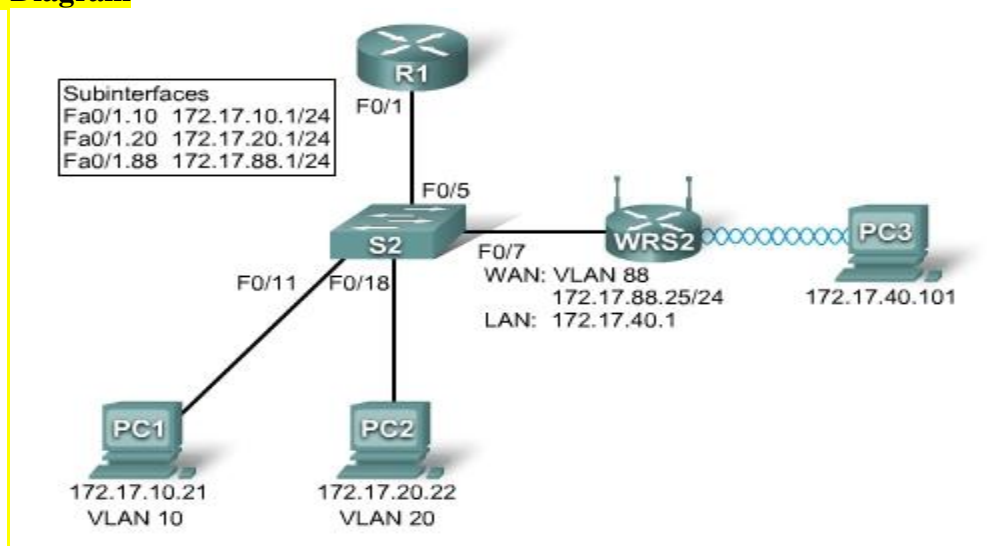 Diagram
R1
Subinterfaces
Fa0/1.10 172.17.10.1/24
Fa0/1.20 172.17.20.1/24
Fa0/1.88 172.17.88.1/24
F0/1
F0/5
S2
F0/7
WRS2
PC3
WAN: VLAN 88
172.17.88.25/24
LAN: 172.17.40.1
172.17.40.101
F0/11
F0/18
PC1
172.17.10.21
VLAN 10
PC2
172.17.20.22
VLAN 20